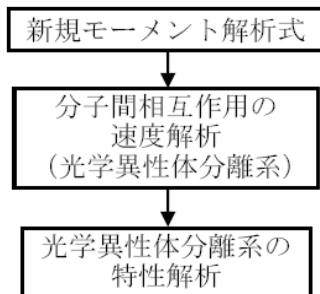 新規モーメント解析式
分子間相互作用の
速度解析
（光学異性体分離系）
光学異性体分離系の
特性解析